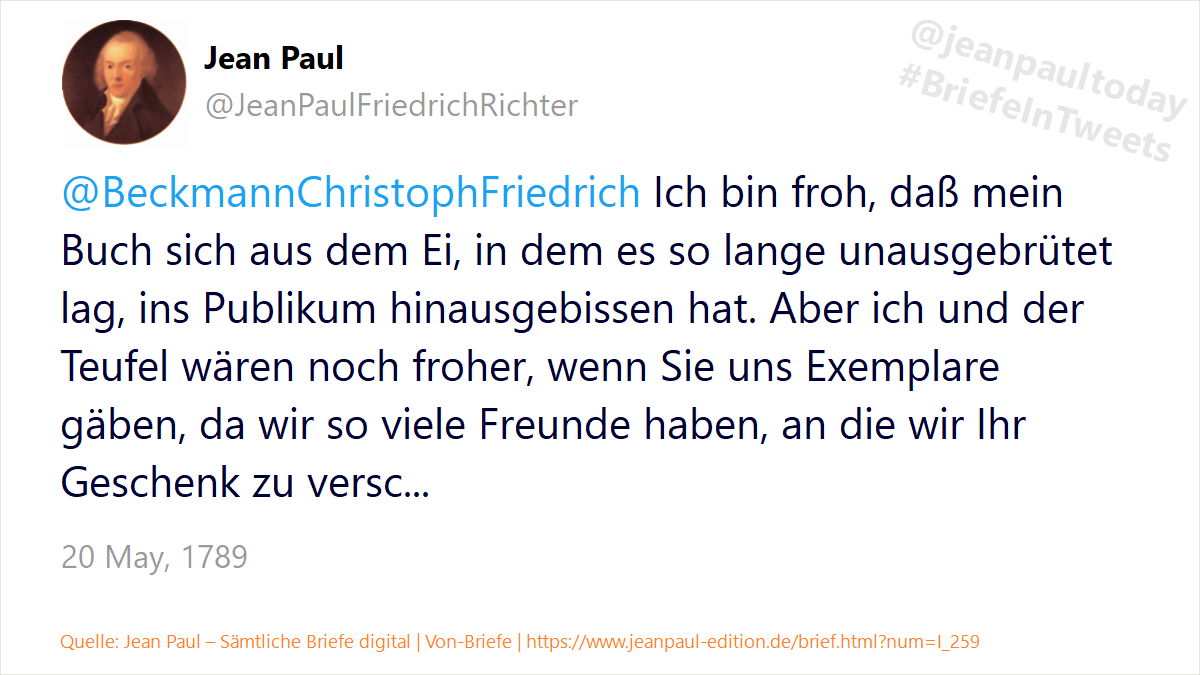 Jean Paul
@JeanPaulFriedrichRichter
@jeanpaultoday
#BriefeInTweets
@BeckmannChristophFriedrich Ich bin froh, daß mein
Buch sich aus dem Ei, in dem es so lange unausgebrütet
lag, ins Publikum hinausgebissen hat. Aber ich und der
Teufel wären noch froher, wenn Sie uns Exemplare
gäben, da wir so viele Freunde haben, an die wir Ihr
Geschenk zu versc...
20 May, 1789
Quelle: Jean Paul – Sämtliche Briefe digital | Von-Briefe | https://www.jeanpaul-edition.de/brief.html?num=I_259